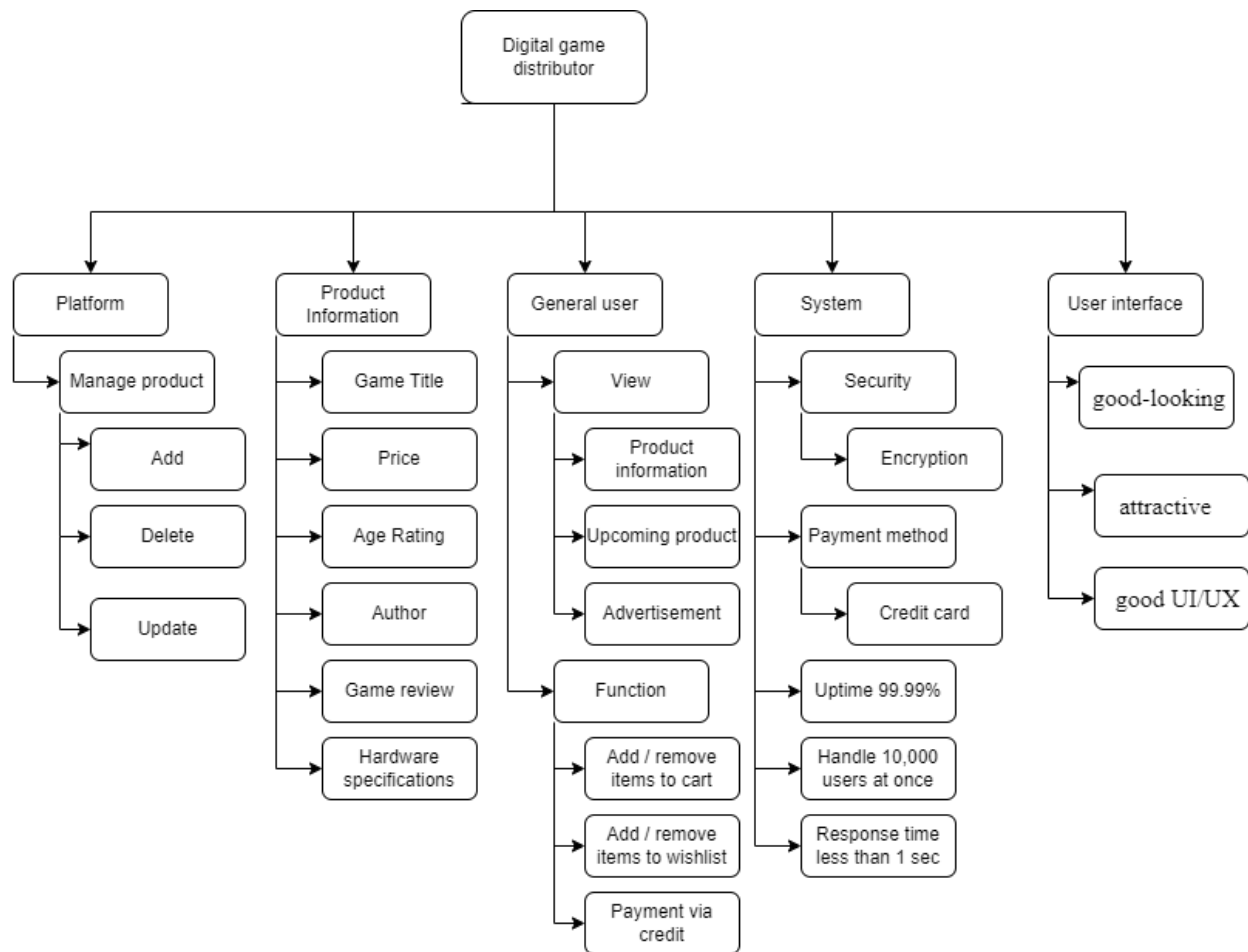 Digital game
distributor
Platform
Manage product
Add
Delete
Update
Product
Information
Game Title
Price
Age Rating
Author
Game review
Hardware
specifications
General user
View
Product
information
Upcoming product
Advertisement
Function
Add / remove
items to cart
Add / remove
items to wishlist
Payment via
credit
System
Security
Encryption
Payment method
Credit card
Uptime 99.99%
Handle 10,000
users at once
Response time
less than 1 sec
User interface
good-looking
attractive
good UI/UX